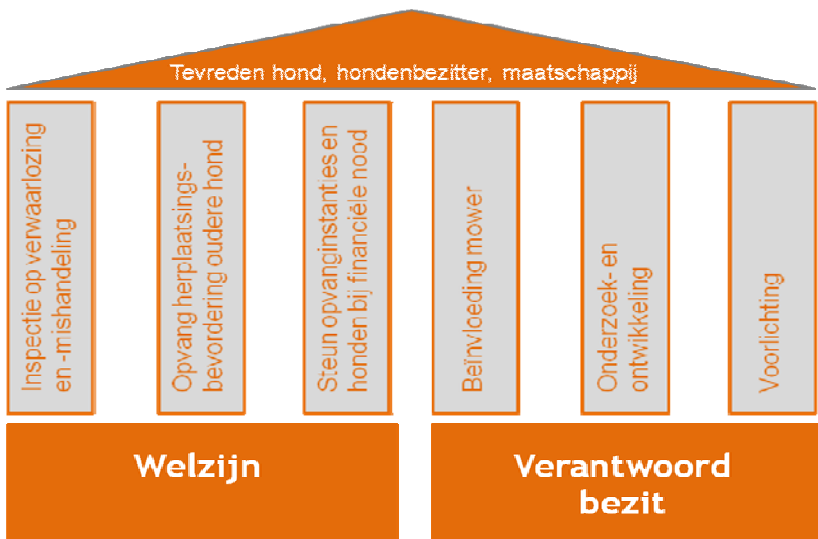 Tevreden hond, hondenbezitter, maatschappij
Inspectie op verwaarlozing
en -mishandeling
Opvang herplaatsings-
bevordering oudere hond
Steun opvanginstanties en
honden bij financiële nood
Beïnvloeding mower
Onderzoek- en
ontwikkeling
Voorlichting
Welzijn
Verantwoord
bezit